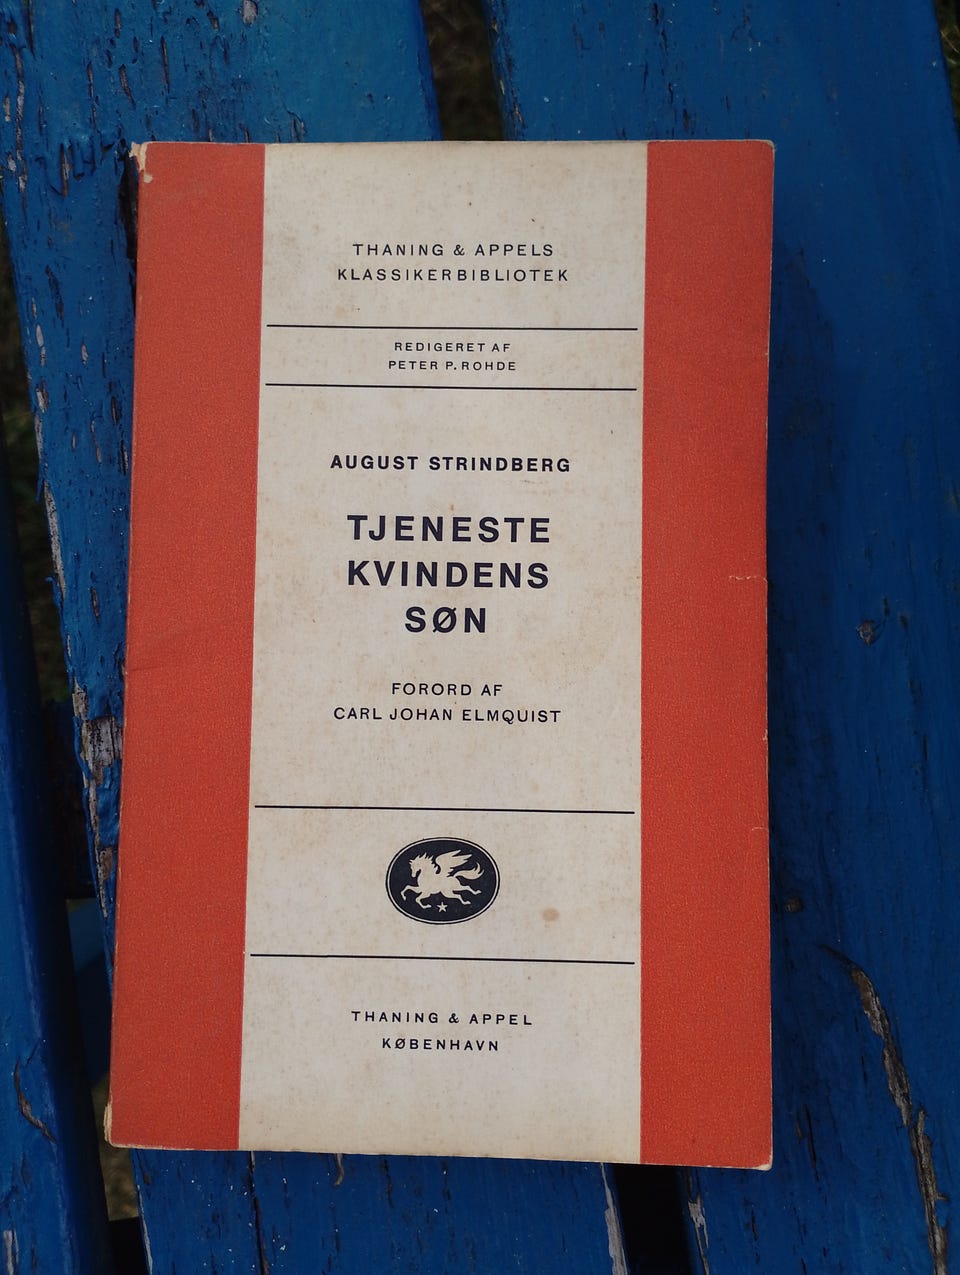 THANING & APPELS
KLASSIKERBIBLIOTEK
REDIGERET AF
PETER P. ROHDE
AUGUST STRINDBERG
TJENESTE
KVINDENS
SØN
FORORD AF
CARL JOHAN ELMQUIST
THANING & APPEL
KØBENHAVN